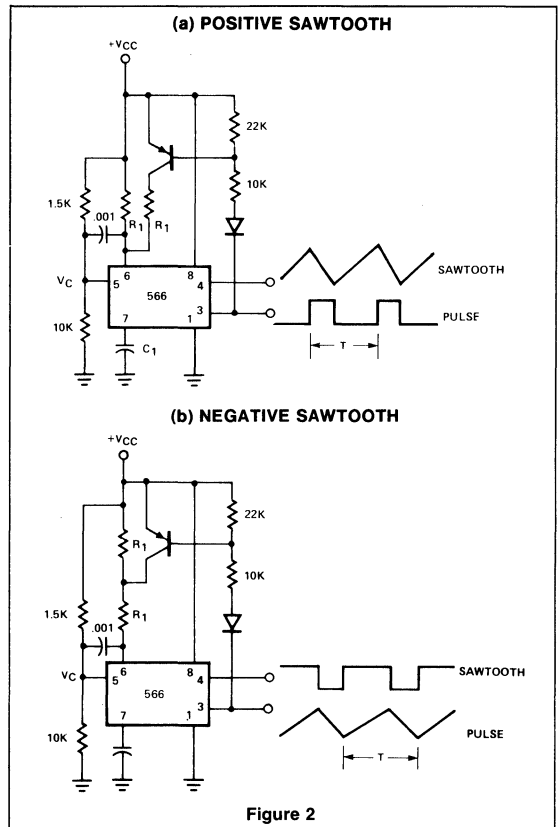 (a) POSITIVE SAWTOOTH
+VCC
22K
10K
1.5K
.001
R1
R1
VC
5
6
8
4
3
566
7
1
SAWTOOTH
PULSE
10K
C1
T
(b) NEGATIVE SAWTOOTH
+VCC
22K
R1
10K
1.5K
R1
.001
VC
5
6
8
4
3
566
7
1
SAWTOOTH
PULSE
10K
T
Figure 2